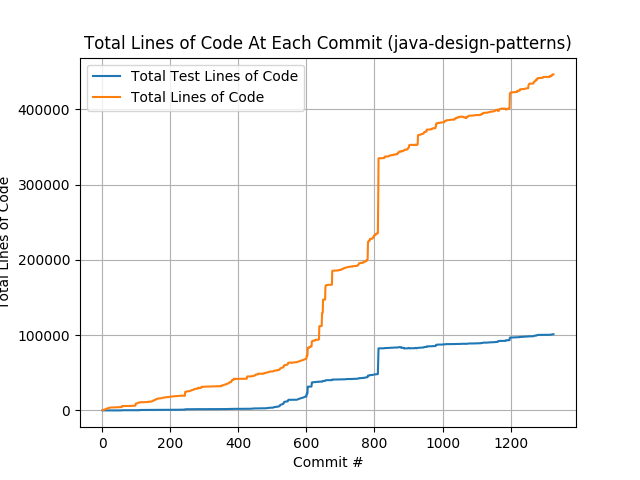 Total Lines of Code At Each Commit (java-design-patterns)
Total Test Lines of Code
Total Lines of Code
400000
300000
200000
100000
0
Total Lines of Code
0 200 400 600 800 1000 1200
Commit #